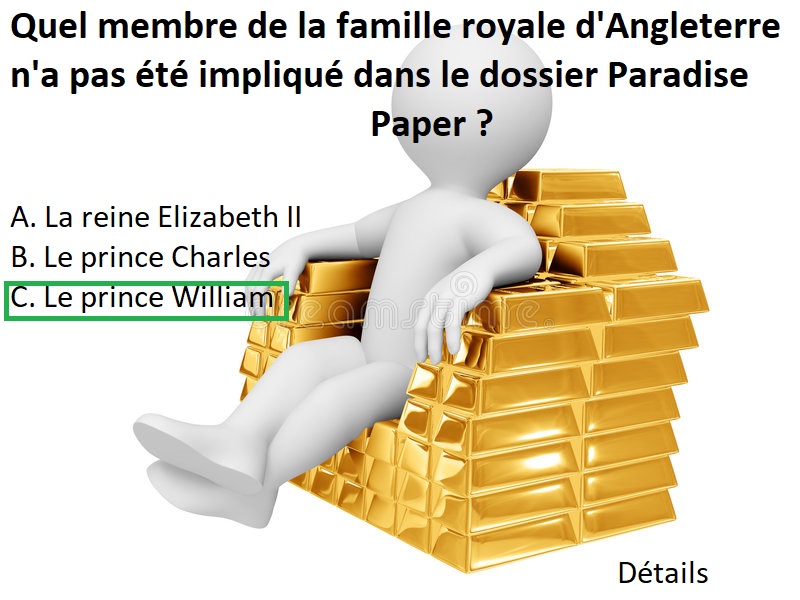 Quel membre de la famille royale d'Angleterre
n'a pas été impliqué dans le dossier Paradise
Paper ?
A. La reine Elizabeth II
B. Le prince Charles
C. Le prince William
dreamstime
Détails